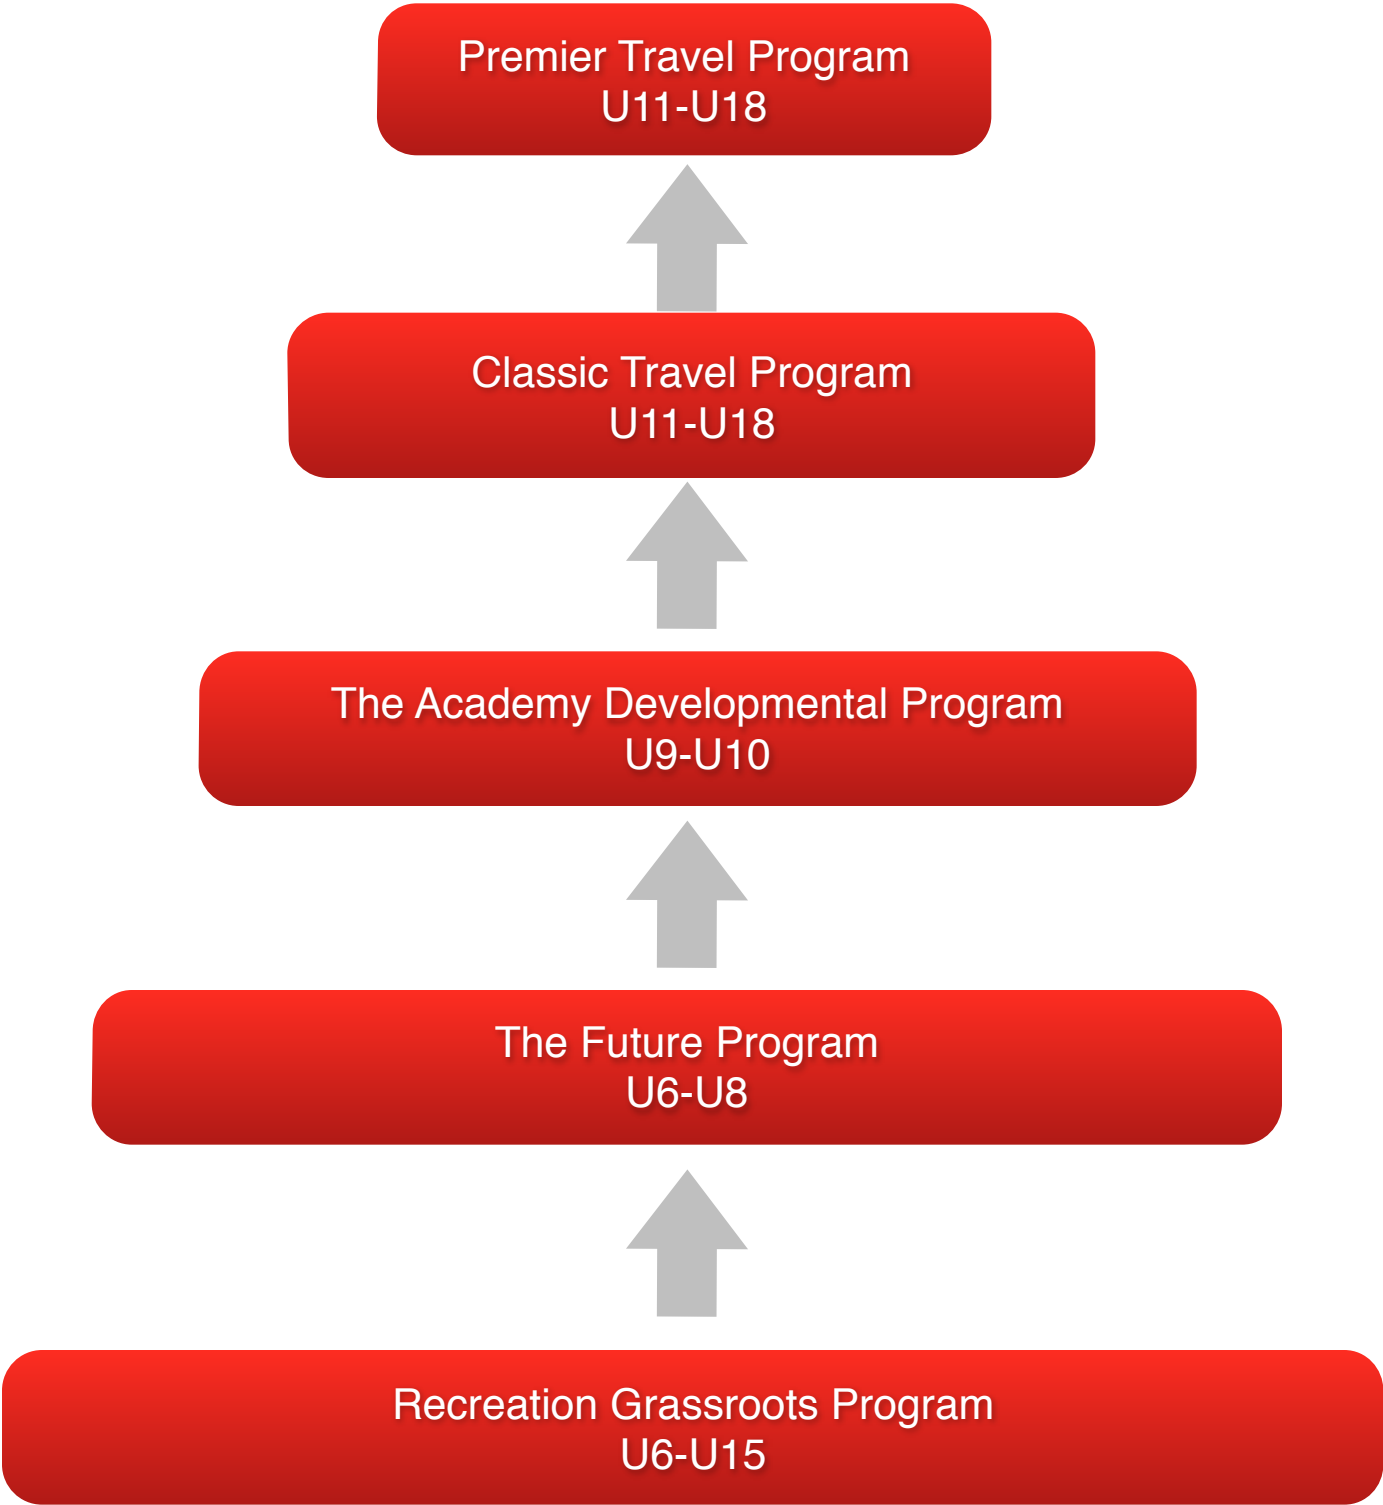 Premier Travel Program
U11-U18
Classic Travel Program
U11-U18
The Academy Developmental Program
U9-U10
The Future Program
U6-U8
Recreation Grassroots Program
U6-U15